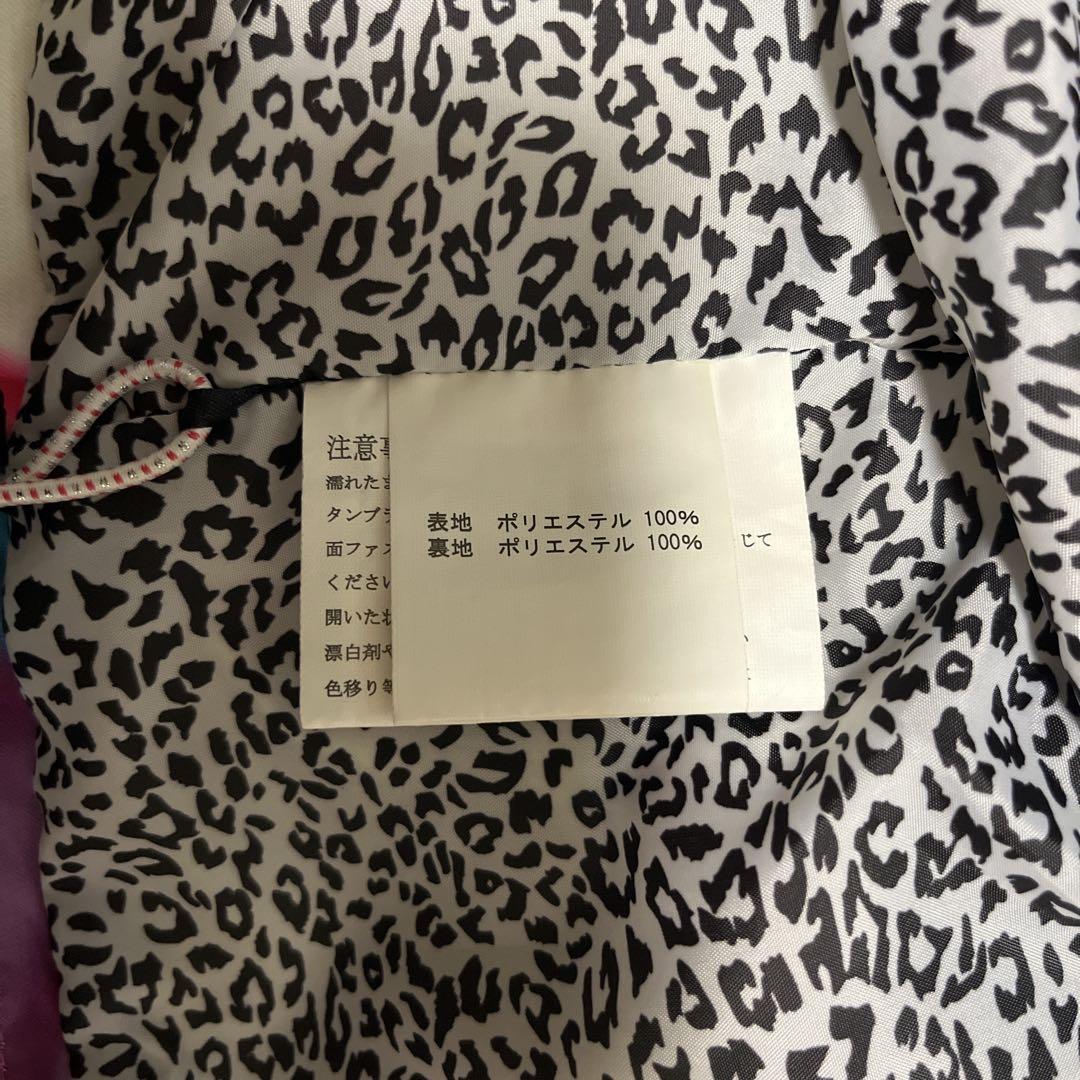 注意
濡れたま
タンブラ
面ファス
ください
開いた状
漂白剤や
色移り等
じて
表地 ポリエステル 100%
裏地 ポリエステル 100%